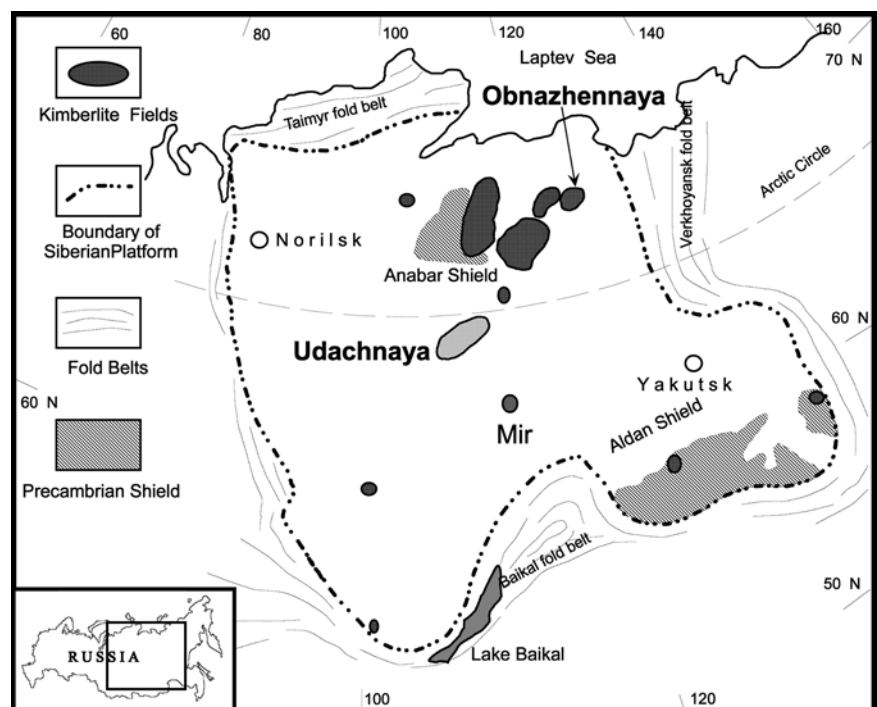 60
80
100
120
140
160
70 N
Laptev Sea
Kimberlite Fields
Taimyr fold belt
Obnazhennaya
Verkhoyansk fold belt
Arctic Circle
Boundary of
SiberianPlatform
Norilsk
Anabar Shield
60 N
Fold Belts
Udachnaya
Yakutsk
60 N
Mir
Aldan Shield
Precambrian Shield
Baikal fold belt
50 N
RUSSIA
Lake Baikal
100
120